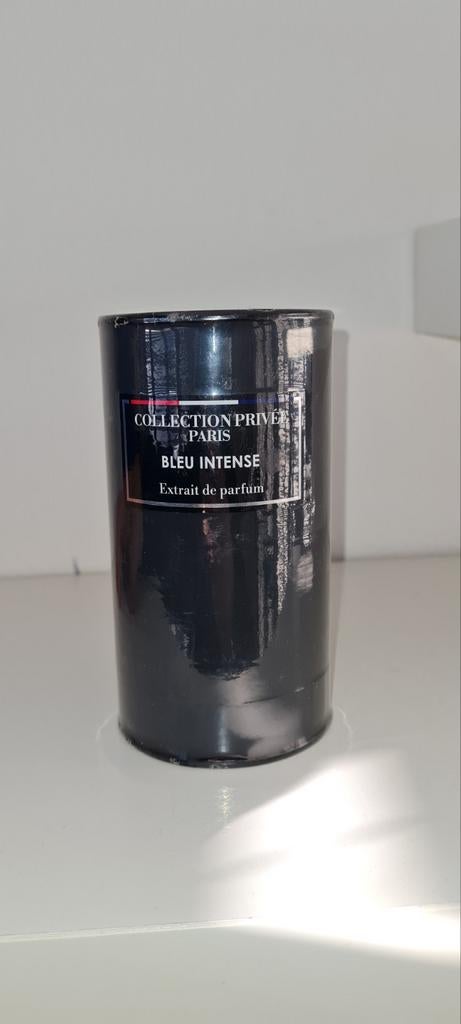 COLLECTION PRIVÉE
PARIS
BLEU INTENSE
Extrait de parfum